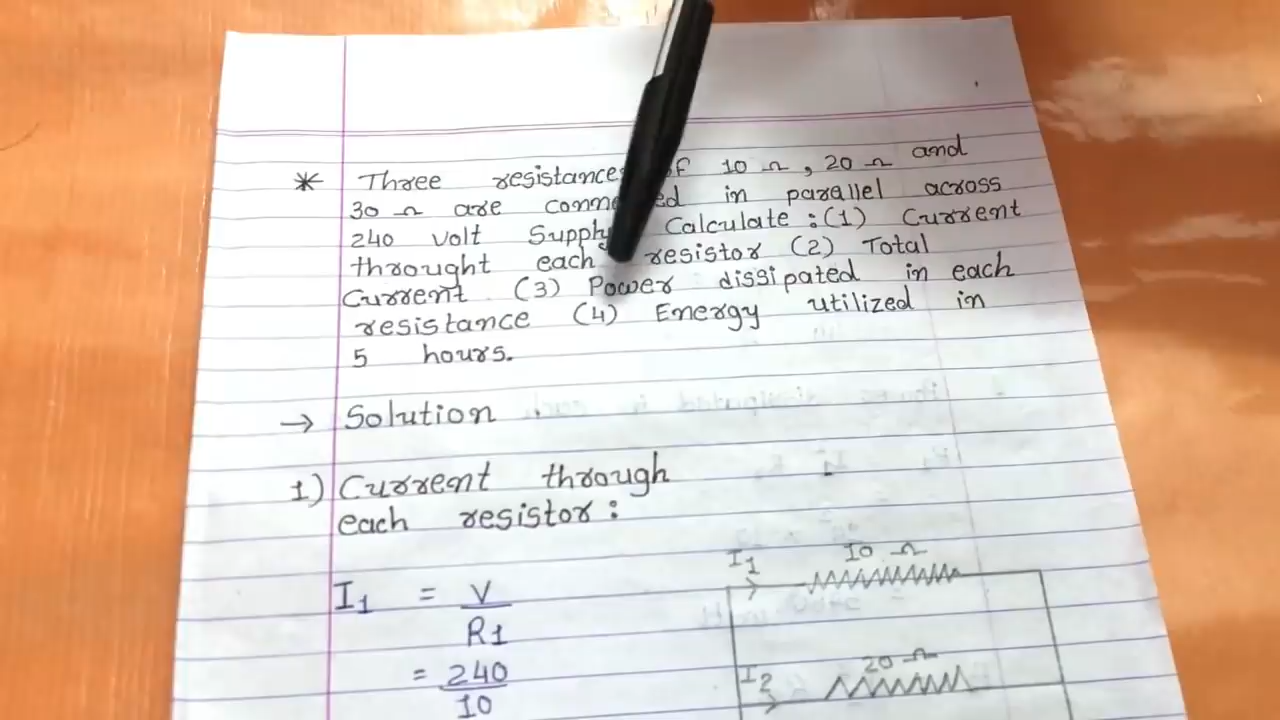 * Three resistances of 10 Ω, 20 Ω and
30 Ω are connected in parallel across
240 volt Supply Calculate : (1) Current
throught each resistor (2) Total
Current (3) Power dissipated in each
resistance (4) Energy utilized in
5 hours.
→ Solution
1) Current through
each resistor :
I1 = V
R1
= 240
10
I1 10 Ω
I2 20 Ω